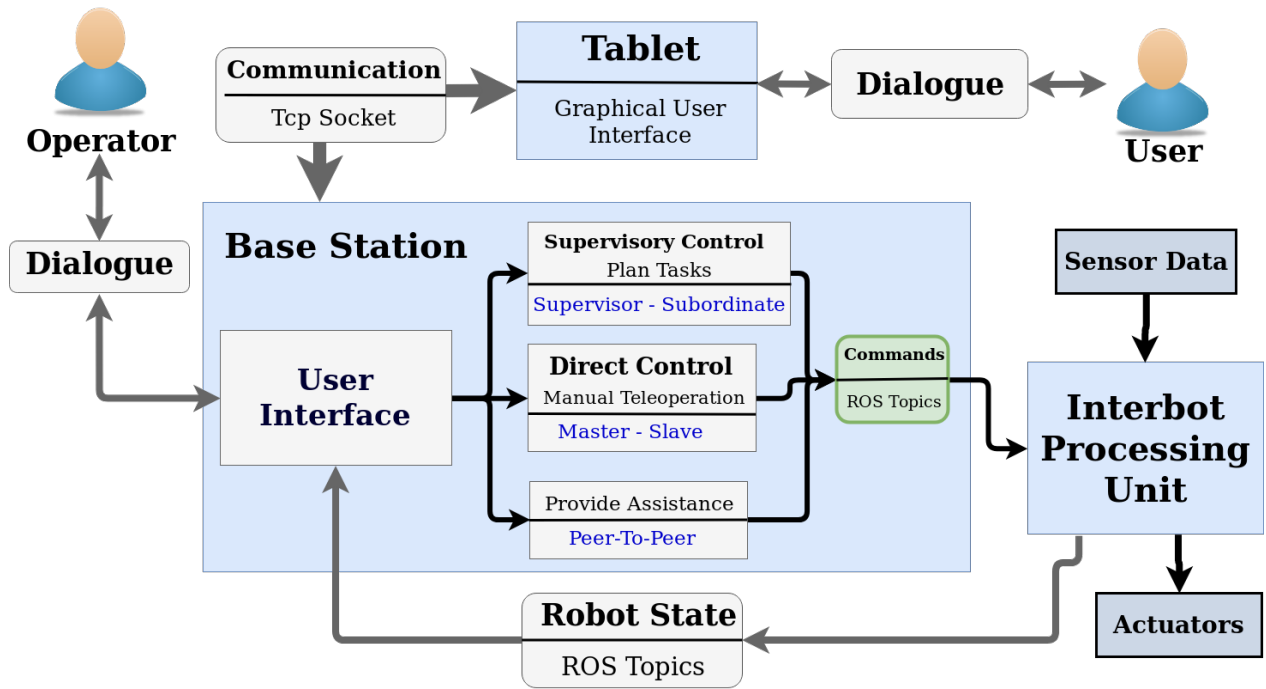 Operator
Communication
Tcp Socket
Tablet
Graphical User
Interface
Dialogue
User
Dialogue
Base Station
User
Interface
Supervisory Control
Plan Tasks
Supervisor - Subordinate
Direct Control
Manual Teleoperation
Master - Slave
Provide Assistance
Peer-To-Peer
Commands
ROS Topics
Sensor Data
Interbot
Processing
Unit
Actuators
Robot State
ROS Topics